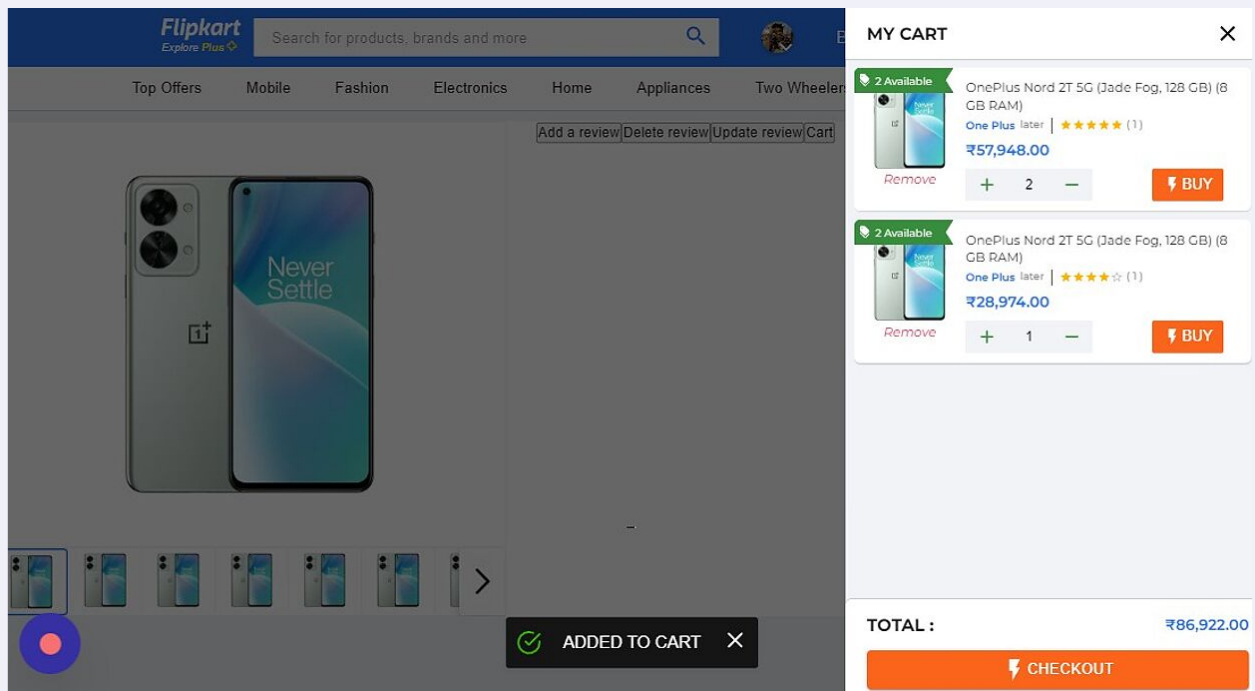 Flipkart
Explore Plus
Search for products, brands and more
B
Top Offers Mobile Fashion Electronics Home Appliances Two Wheelers
Add a review Delete review Update review Cart
Never
Settle
ADDED TO CART
MY CART
2 Available
OnePlus Nord 2T 5G (Jade Fog, 128 GB) (8
GB RAM)
One Plus later | ★★★★★ (1)
₹57,948.00
Remove
+ 2 − BUY
2 Available
OnePlus Nord 2T 5G (Jade Fog, 128 GB) (8
GB RAM)
One Plus later | ★★★★☆ (1)
₹28,974.00
Remove
+ 1 − BUY
TOTAL : ₹86,922.00
CHECKOUT